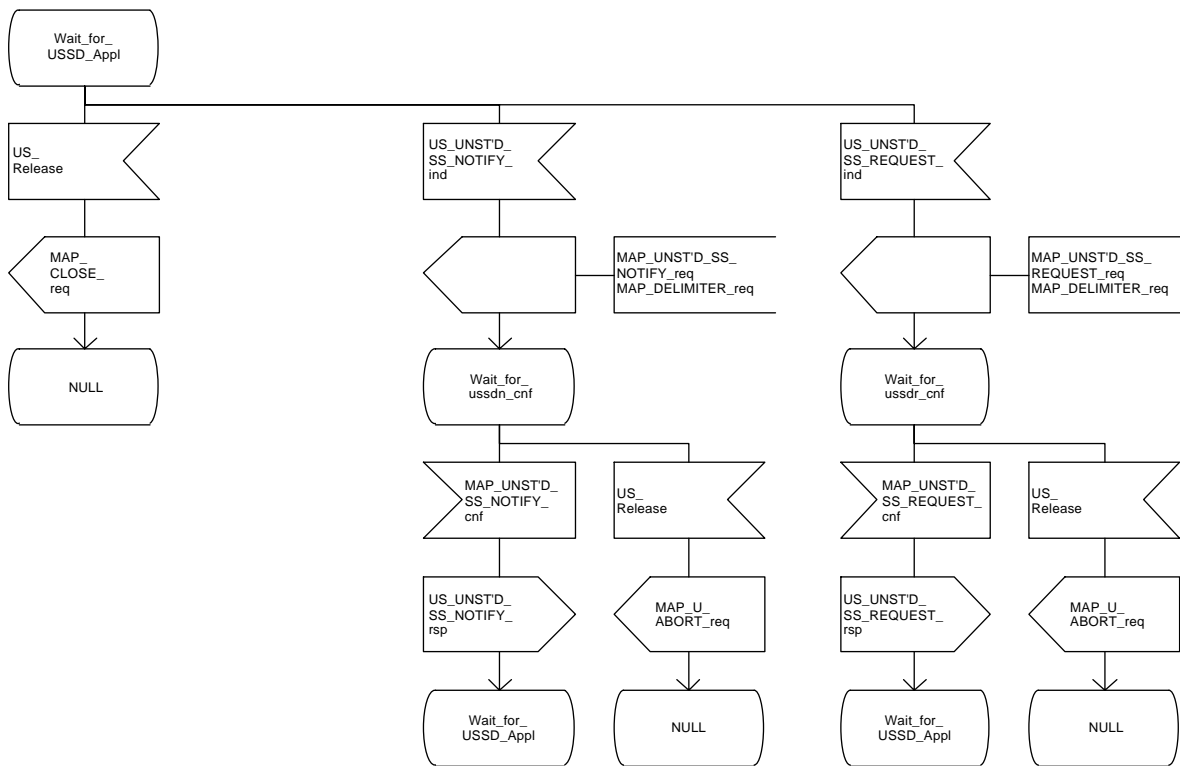 Wait_for_
USSD_Appl
US_
Release
US_UNST'D_
SS_NOTIFY_
ind
US_UNST'D_
SS_REQUEST_
ind
MAP_
CLOSE_
req
MAP_UNST'D_SS_
NOTIFY_req
MAP_DELIMITER_req
MAP_UNST'D_SS_
REQUEST_req
MAP_DELIMITER_req
NULL
Wait_for_
ussdn_cnf
Wait_for_
ussdr_cnf
MAP_UNST'D_
SS_NOTIFY_
cnf
US_
Release
MAP_UNST'D_
SS_REQUEST_
cnf
US_
Release
US_UNST'D_
SS_NOTIFY_
rsp
MAP_U_
ABORT_req
US_UNST'D_
SS_REQUEST_
rsp
MAP_U_
ABORT_req
Wait_for_
USSD_Appl
NULL
Wait_for_
USSD_Appl
NULL